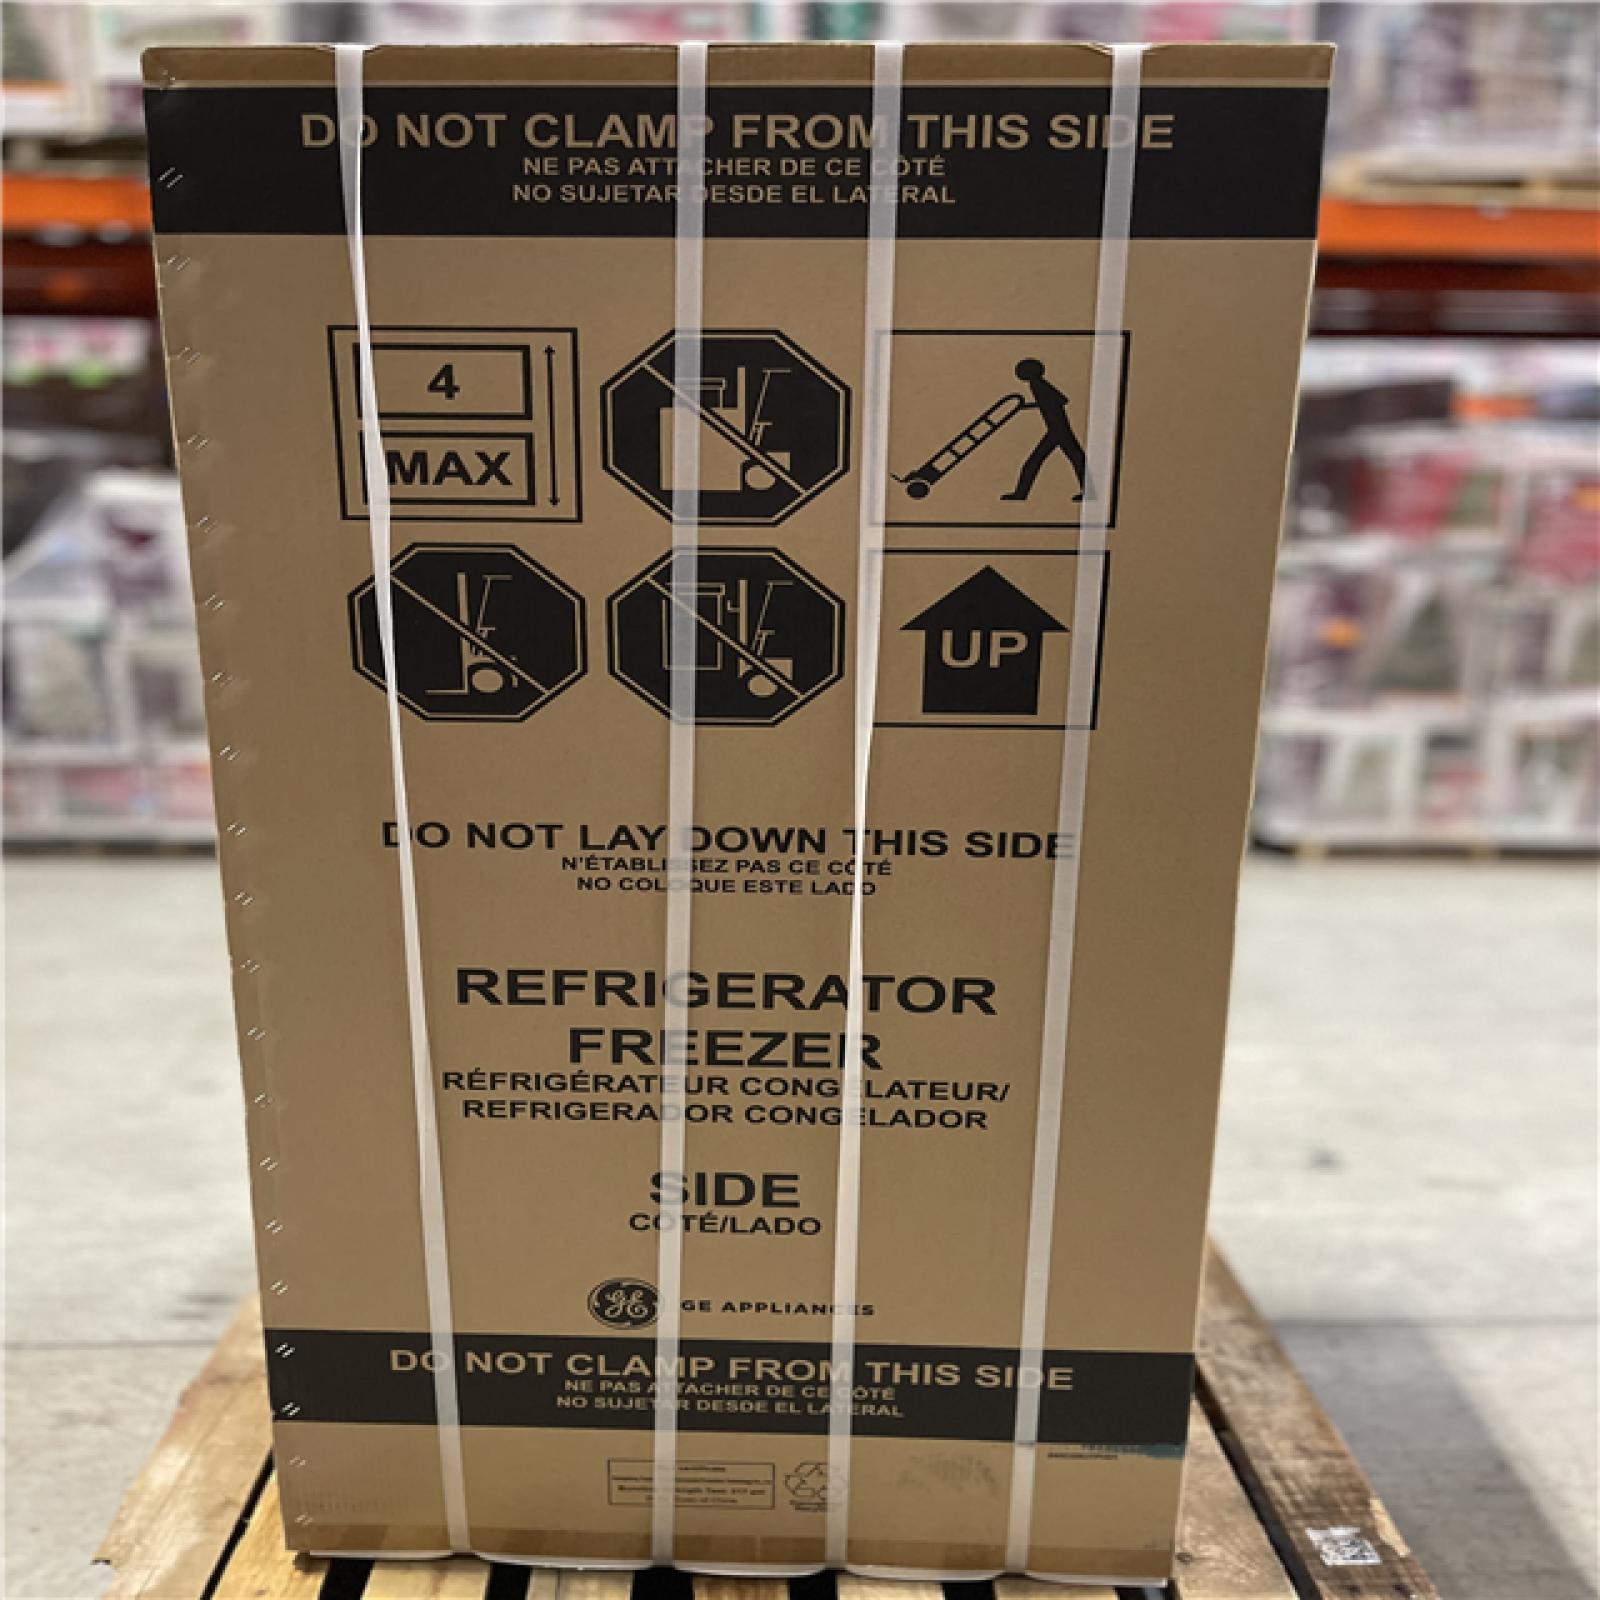 DO NOT CLAMP FROM THIS SIDE
NE PAS ATTACHER DE CE CÔTÉ
NO SUJETAR DESDE EL LATERAL
4
MAX
UP
DO NOT LAY DOWN THIS SIDE
N'ÉTABLISSEZ PAS CE CÔTÉ
NO COLOQUE ESTE LADO
REFRIGERATOR
FREEZER
RÉFRIGÉRATEUR CONGÉLATEUR/
REFRIGERADOR CONGELADOR
SIDE
CÔTÉ/LADO
GE GE APPLIANCES
DO NOT CLAMP FROM THIS SIDE
NE PAS ATTACHER DE CE CÔTÉ
NO SUJETAR DESDE EL LATERAL